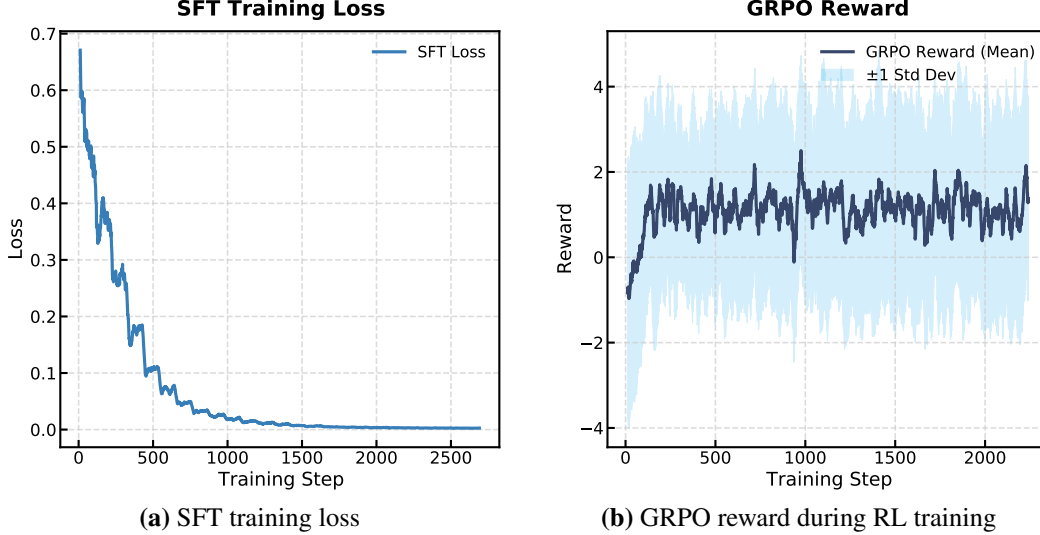 SFT Training Loss
0.7
0.6
0.5
0.4
0.3
0.2
0.1
0.0
Loss
SFT Loss
0 500 1000 1500 2000 2500
Training Step
(a) SFT training loss
GRPO Reward
4
2
0
−2
−4
Reward
GRPO Reward (Mean)
±1 Std Dev
0 500 1000 1500 2000
Training Step
(b) GRPO reward during RL training